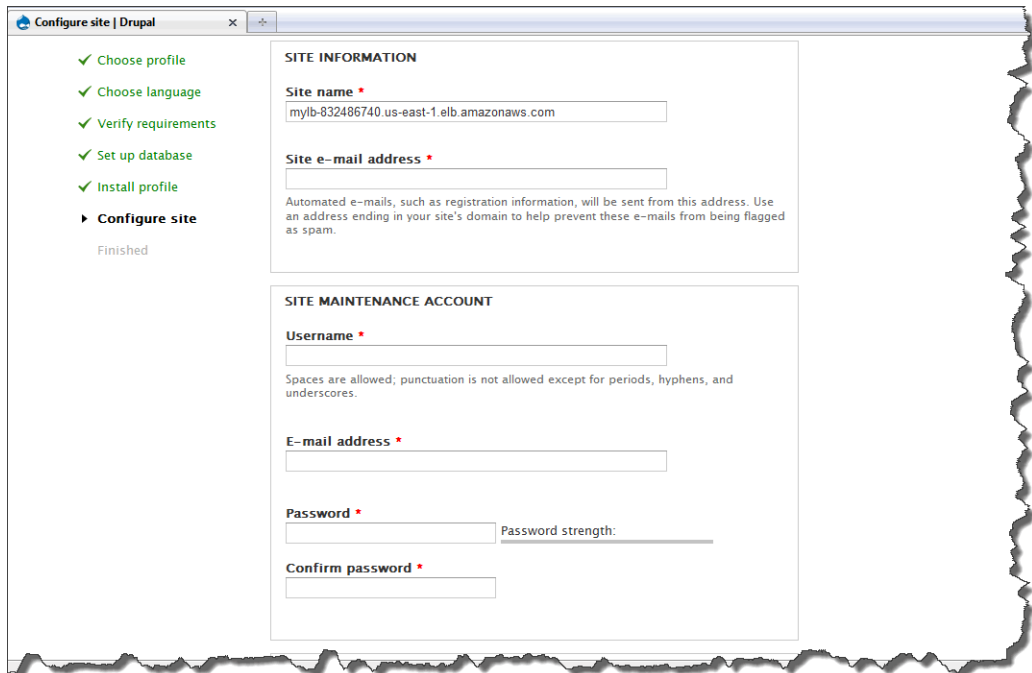 Configure site | Drupal
Choose profile
Choose language
Verify requirements
Set up database
Install profile
Configure site
Finished
SITE INFORMATION
Site name *
mylb-832486740.us-east-1.elb.amazonaws.com
Site e-mail address *
Automated e-mails, such as registration information, will be sent from this address. Use
an address ending in your site's domain to help prevent these e-mails from being flagged
as spam.
SITE MAINTENANCE ACCOUNT
Username *
Spaces are allowed; punctuation is not allowed except for periods, hyphens, and
underscores.
E-mail address *
Password *
Password strength:
Confirm password *